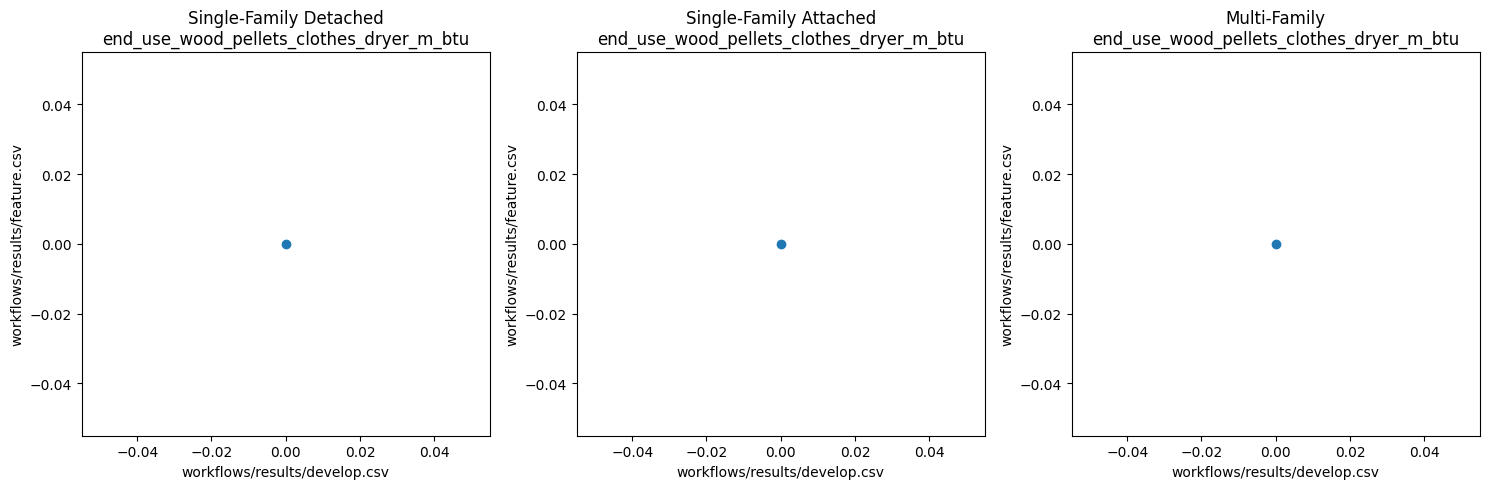 Single-Family Detached
end_use_wood_pellets_clothes_dryer_m_btu
workflows/results/feature.csv
0.04
0.02
0.00
−0.02
−0.04
−0.04
−0.02
0.00
0.02
0.04
workflows/results/develop.csv
Single-Family Attached
end_use_wood_pellets_clothes_dryer_m_btu
workflows/results/feature.csv
0.04
0.02
0.00
−0.02
−0.04
−0.04
−0.02
0.00
0.02
0.04
workflows/results/develop.csv
Multi-Family
end_use_wood_pellets_clothes_dryer_m_btu
workflows/results/feature.csv
0.04
0.02
0.00
−0.02
−0.04
−0.04
−0.02
0.00
0.02
0.04
workflows/results/develop.csv